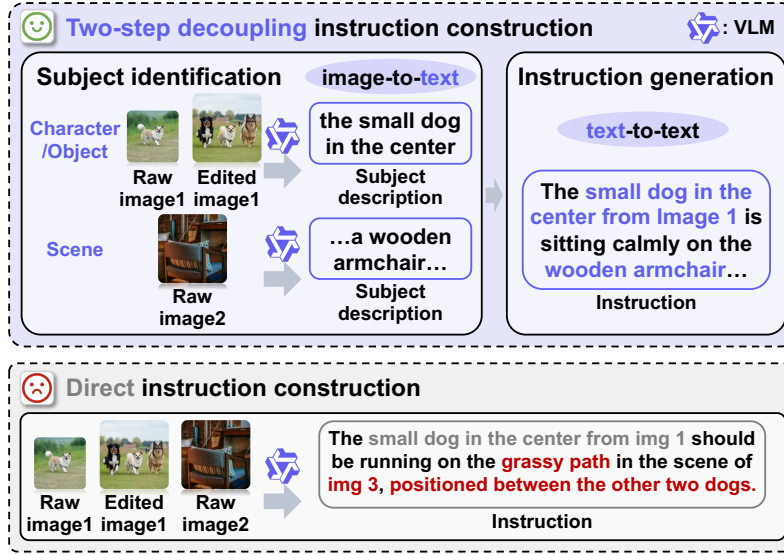 Two-step decoupling instruction construction
: VLM
Subject identification
image-to-text
Character
/Object
Raw
image1
Edited
image1
the small dog
in the center
Subject
description
Scene
Raw
image2
…a wooden
armchair…
Subject
description
Instruction generation
text-to-text
The small dog in the
center from Image 1 is
sitting calmly on the
wooden armchair…
Instruction
Direct instruction construction
Raw
image1
Edited
image1
Raw
image2
The small dog in the center from img 1 should
be running on the grassy path in the scene of
img 3, positioned between the other two dogs.
Instruction